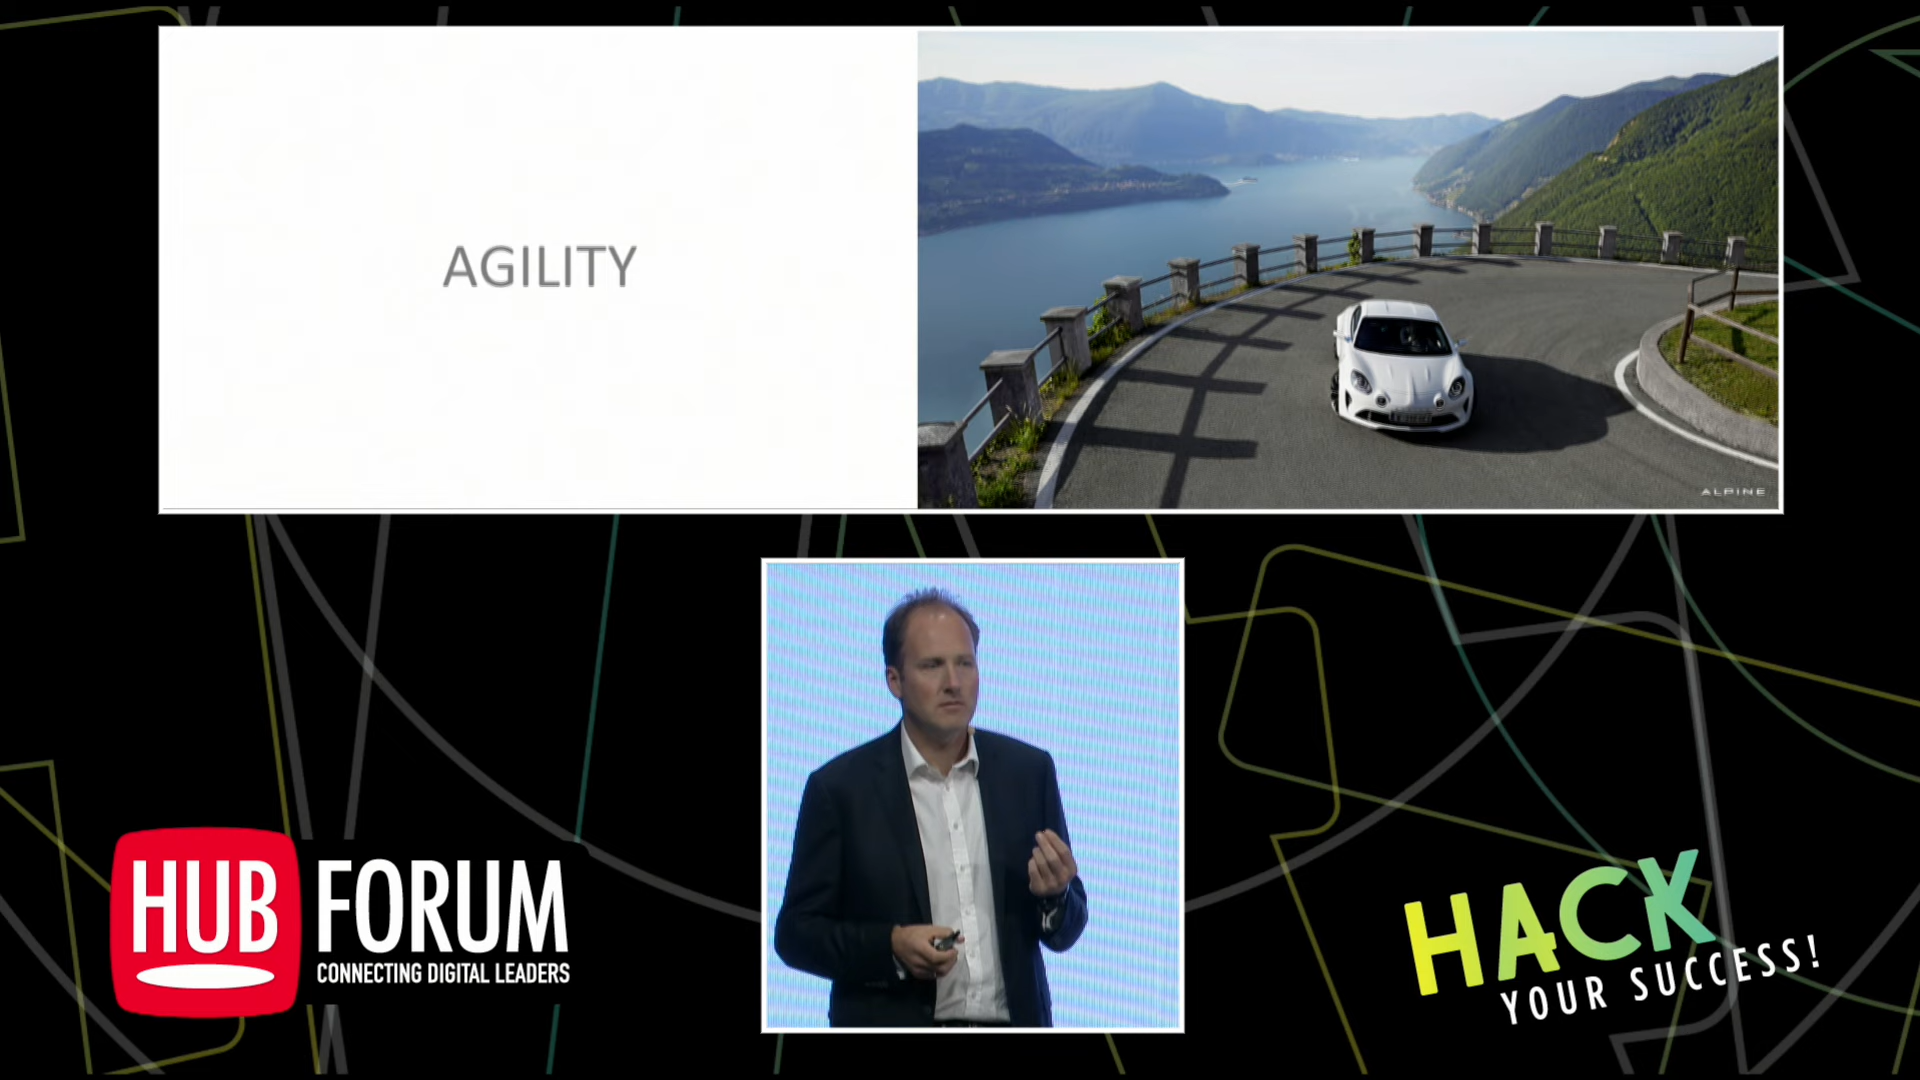 AGILITY
ALPINE
HUB FORUM
CONNECTING DIGITAL LEADERS
HACK
YOUR SUCCESS!